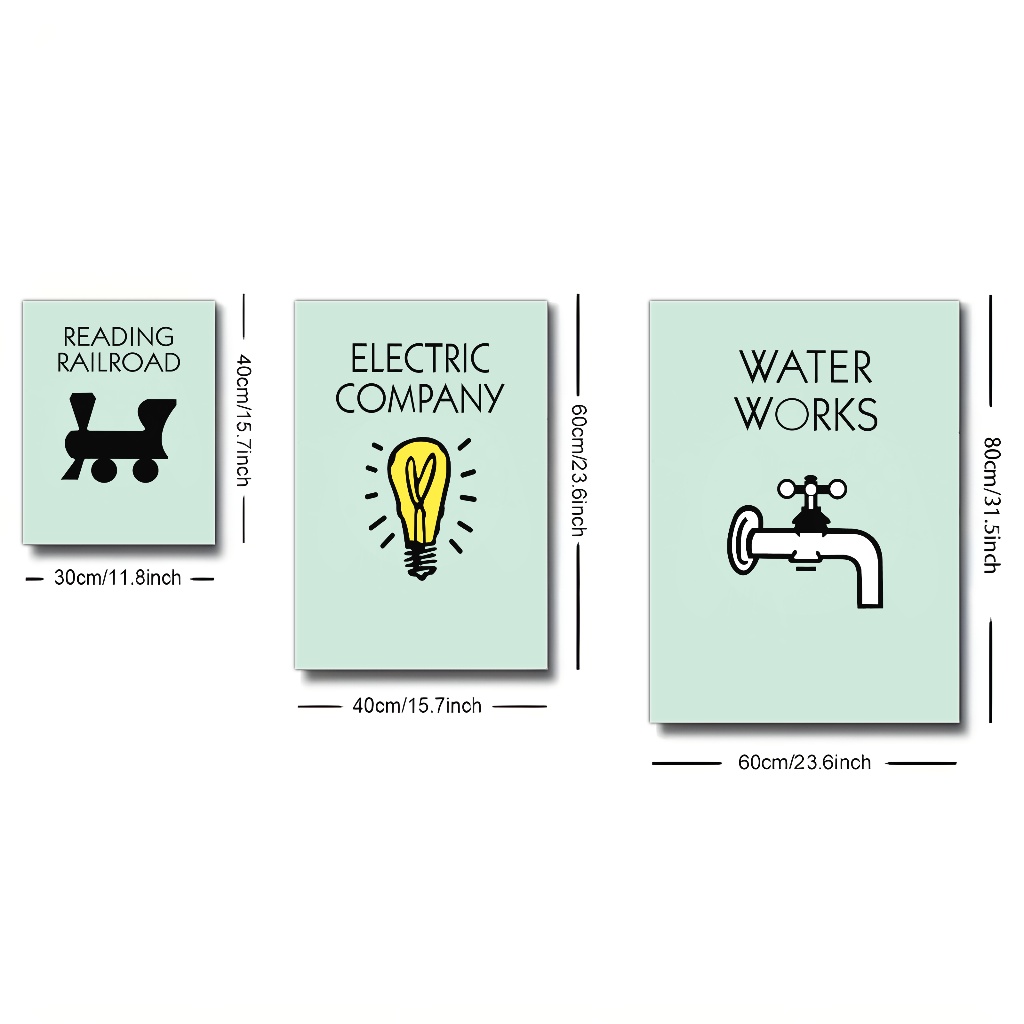 READING
RAILROAD
40cm/15.7inch
30cm/11.8inch
ELECTRIC
COMPANY
60cm/23.6inch
40cm/15.7inch
WATER
WORKS
80cm/31.5inch
60cm/23.6inch